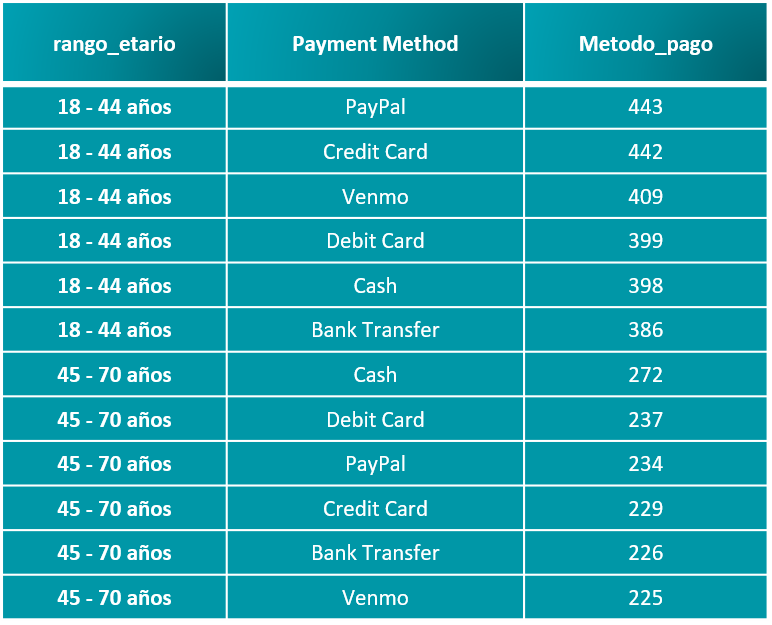 rango_etario Payment Method Metodo_pago
18 - 44 años PayPal 443
18 - 44 años Credit Card 442
18 - 44 años Venmo 409
18 - 44 años Debit Card 399
18 - 44 años Cash 398
18 - 44 años Bank Transfer 386
45 - 70 años Cash 272
45 - 70 años Debit Card 237
45 - 70 años PayPal 234
45 - 70 años Credit Card 229
45 - 70 años Bank Transfer 226
45 - 70 años Venmo 225